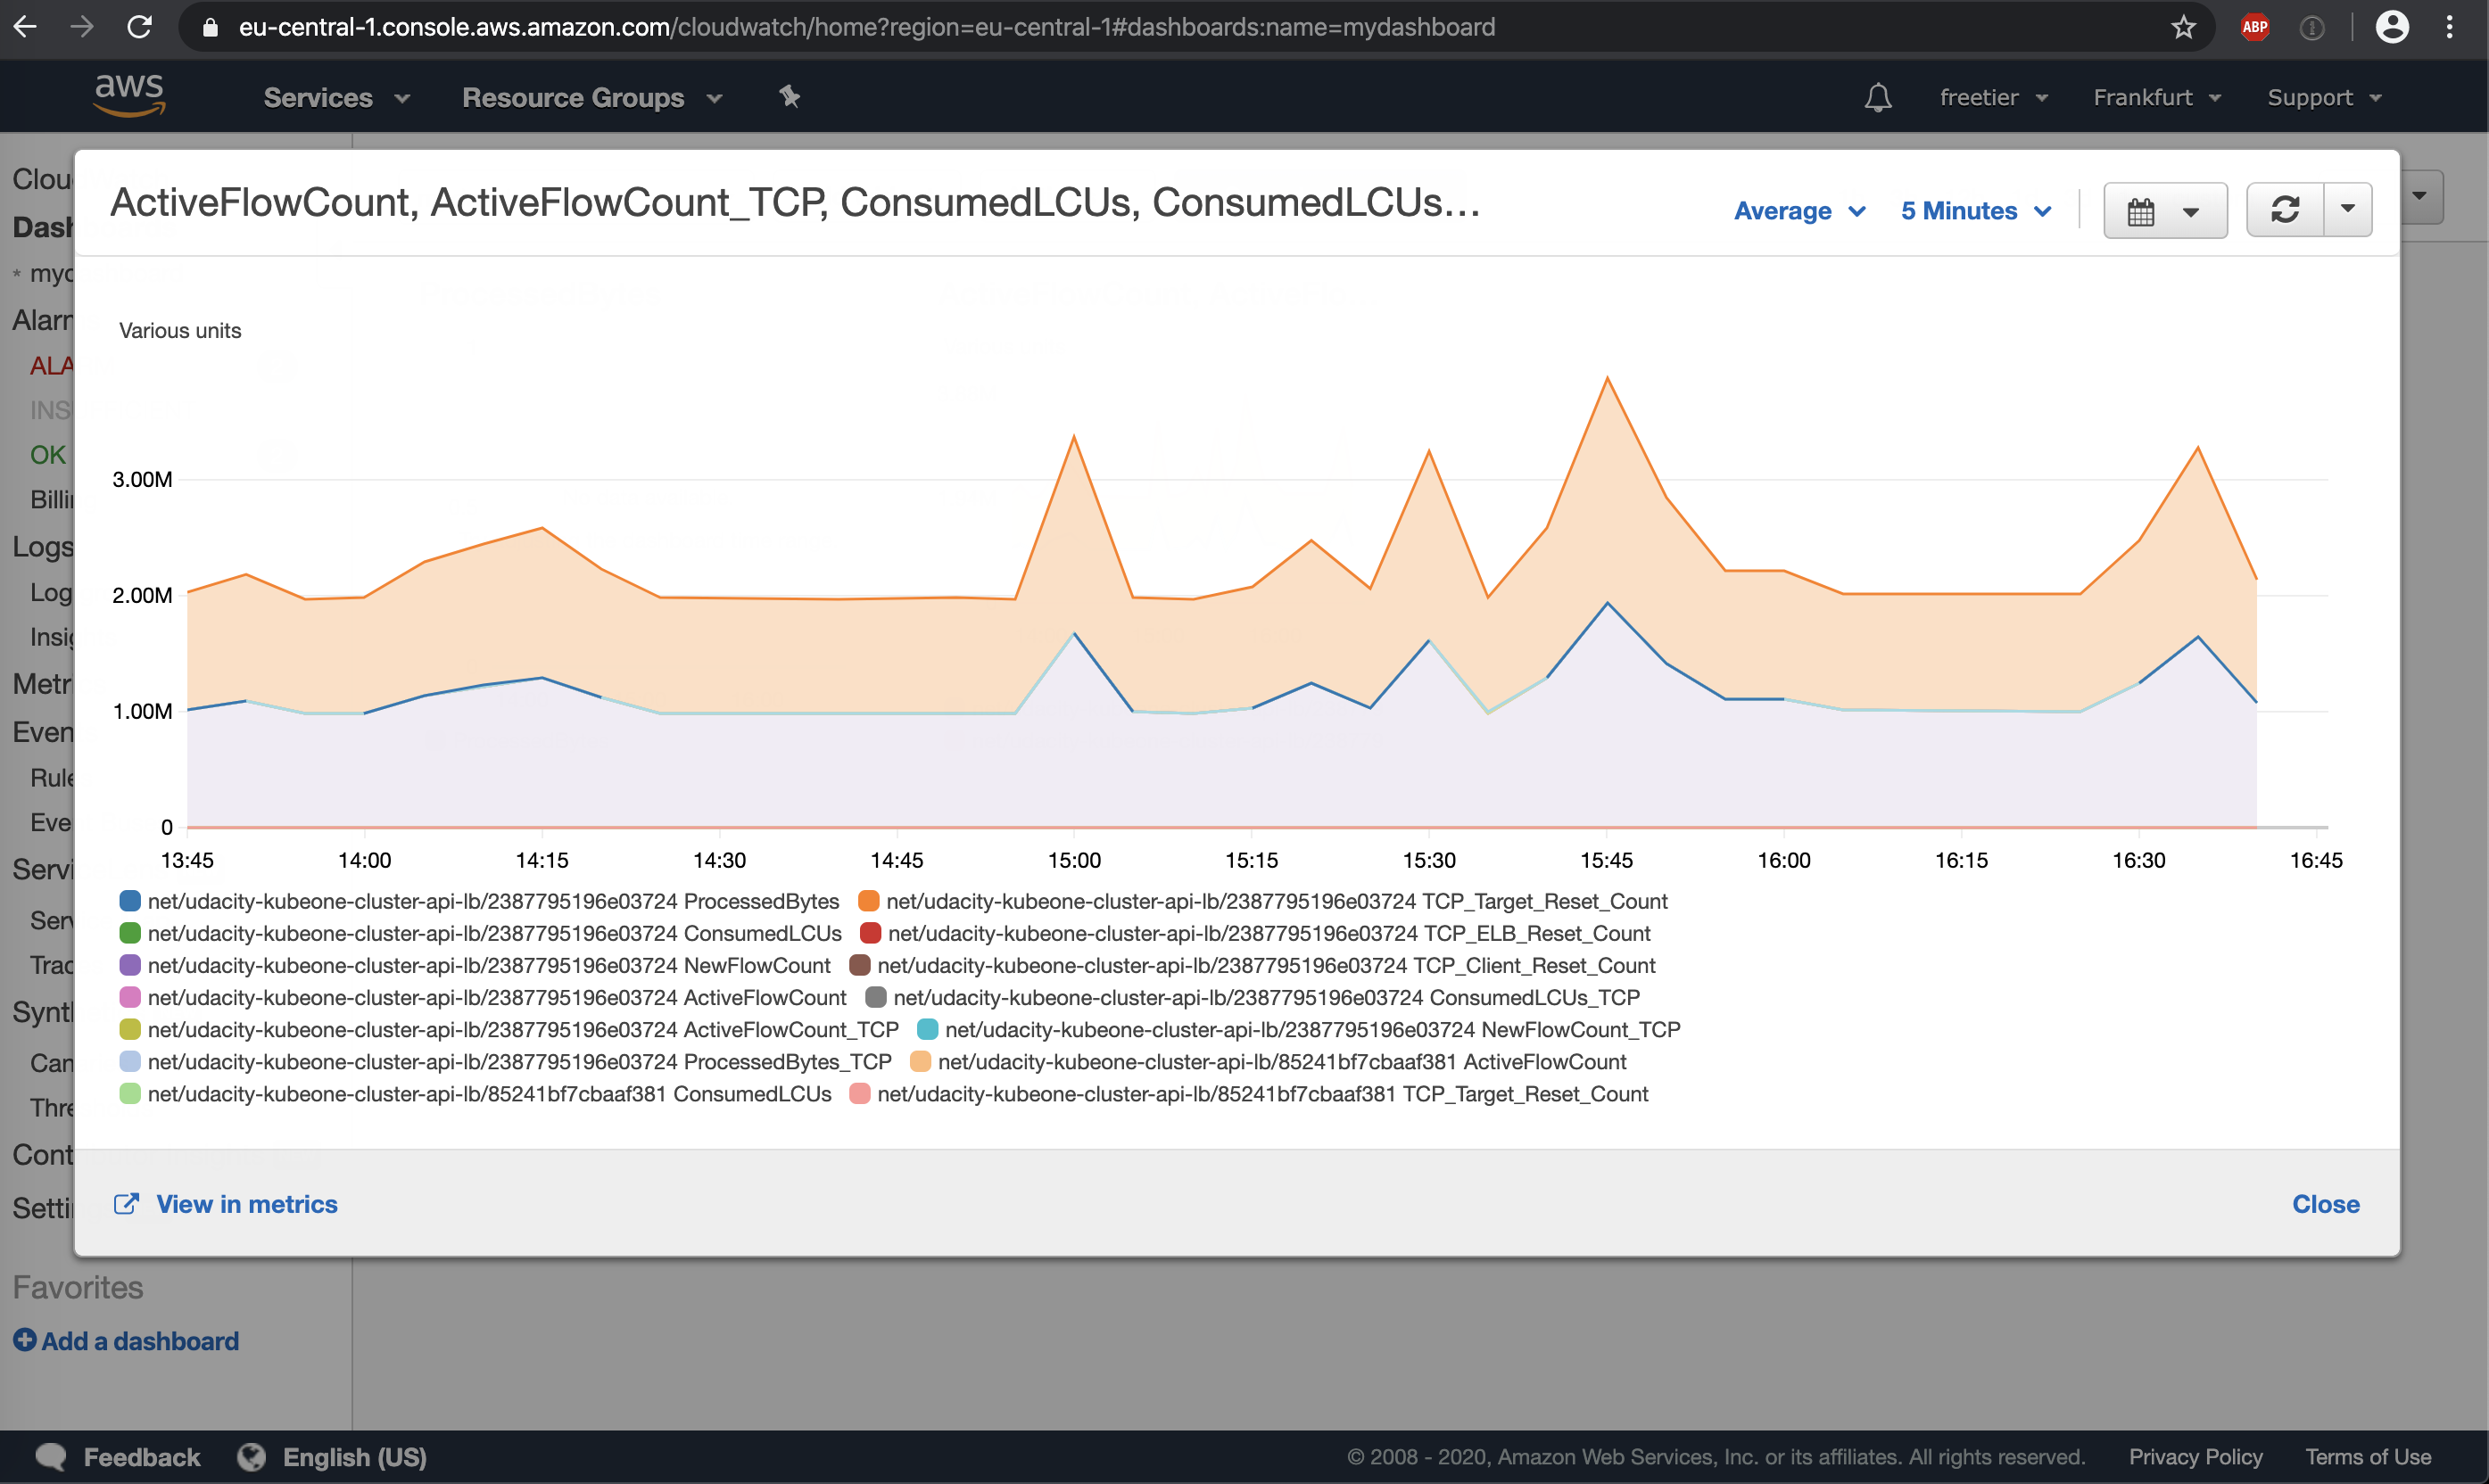 eu-central-1.console.aws.amazon.com/cloudwatch/home?region=eu-central-1#dashboards:name=mydashboard
ABP
aws Services Resource Groups freetier Frankfurt Support
Clou
ActiveFlowCount, ActiveFlowCount_TCP, ConsumedLCUs, ConsumedLCUs... Average 5 Minutes
Dash
* myd
Alarm
ALA
INS
OK
Billin
Logs
Log
Insig
Metri
Even
Rule
Eve
Servi
Serv
Trac
Synth
Can
Thre
Cont
Settin
Various units
3.00M
2.00M
1.00M
0
13:45 14:00 14:15 14:30 14:45 15:00 15:15 15:30 15:45 16:00 16:15 16:30 16:45
net/udacity-kubeone-cluster-api-lb/2387795196e03724 ProcessedBytes net/udacity-kubeone-cluster-api-lb/2387795196e03724 TCP_Target_Reset_Count
net/udacity-kubeone-cluster-api-lb/2387795196e03724 ConsumedLCUs net/udacity-kubeone-cluster-api-lb/2387795196e03724 TCP_ELB_Reset_Count
net/udacity-kubeone-cluster-api-lb/2387795196e03724 NewFlowCount net/udacity-kubeone-cluster-api-lb/2387795196e03724 TCP_Client_Reset_Count
net/udacity-kubeone-cluster-api-lb/2387795196e03724 ActiveFlowCount net/udacity-kubeone-cluster-api-lb/2387795196e03724 ConsumedLCUs_TCP
net/udacity-kubeone-cluster-api-lb/2387795196e03724 ActiveFlowCount_TCP net/udacity-kubeone-cluster-api-lb/2387795196e03724 NewFlowCount_TCP
net/udacity-kubeone-cluster-api-lb/2387795196e03724 ProcessedBytes_TCP net/udacity-kubeone-cluster-api-lb/85241bf7cbaaf381 ActiveFlowCount
net/udacity-kubeone-cluster-api-lb/85241bf7cbaaf381 ConsumedLCUs net/udacity-kubeone-cluster-api-lb/85241bf7cbaaf381 TCP_Target_Reset_Count
View in metrics Close
Favorites
Add a dashboard
Feedback English (US) © 2008 - 2020, Amazon Web Services, Inc. or its affiliates. All rights reserved. Privacy Policy Terms of Use